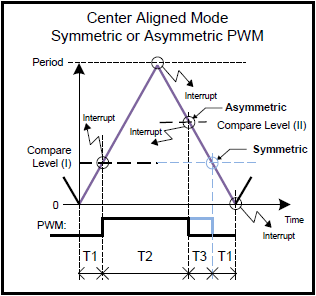 Center Aligned Mode
Symmetric or Asymmetric PWM
Period
Interrupt
Asymmetric
Interrupt
Interrupt
Compare Level (II)
Compare
Level (I)
Symmetric
0
Time
PWM:
Interrupt
T1 T2 T3 T1